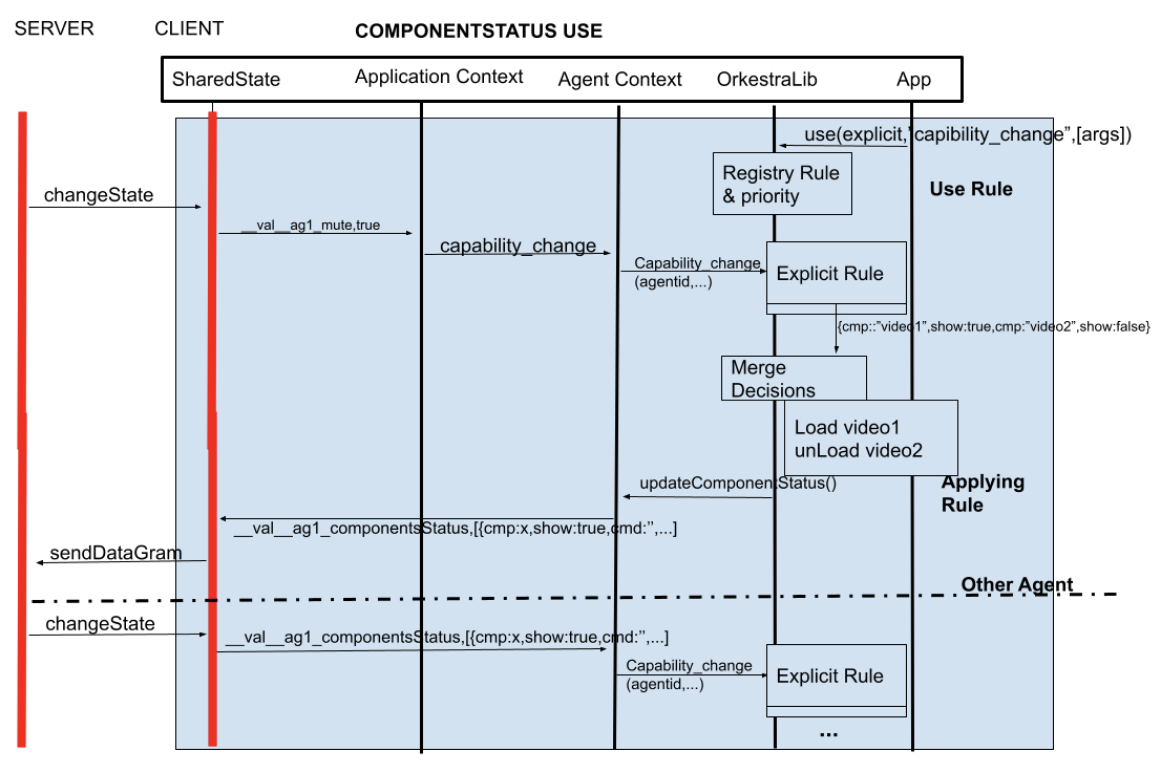 SERVER
CLIENT
COMPONENTSTATUS USE
SharedState
Application Context
Agent Context
OrkestraLib
App
use(explicit,"capibility_change”,[args])
Registry Rule
& priority
Use Rule
changeState
__val__ag1_mute,true
capability_change
Capability_change
(agentid,...)
Explicit Rule
{cmp::”video1”,show:true,cmp:”video2”,show:false}
Merge
Decisions
Load video1
unLoad video2
updateComponentStatus()
Applying
Rule
__val__ag1_componentsStatus,[{cmp:x,show:true,cmd:’’,...]
sendDataGram
Other Agent
changeState
__val__ag1_componentsStatus,[{cmp:x,show:true,cmd:’’,...]
Capability_change
(agentid,...)
Explicit Rule
...